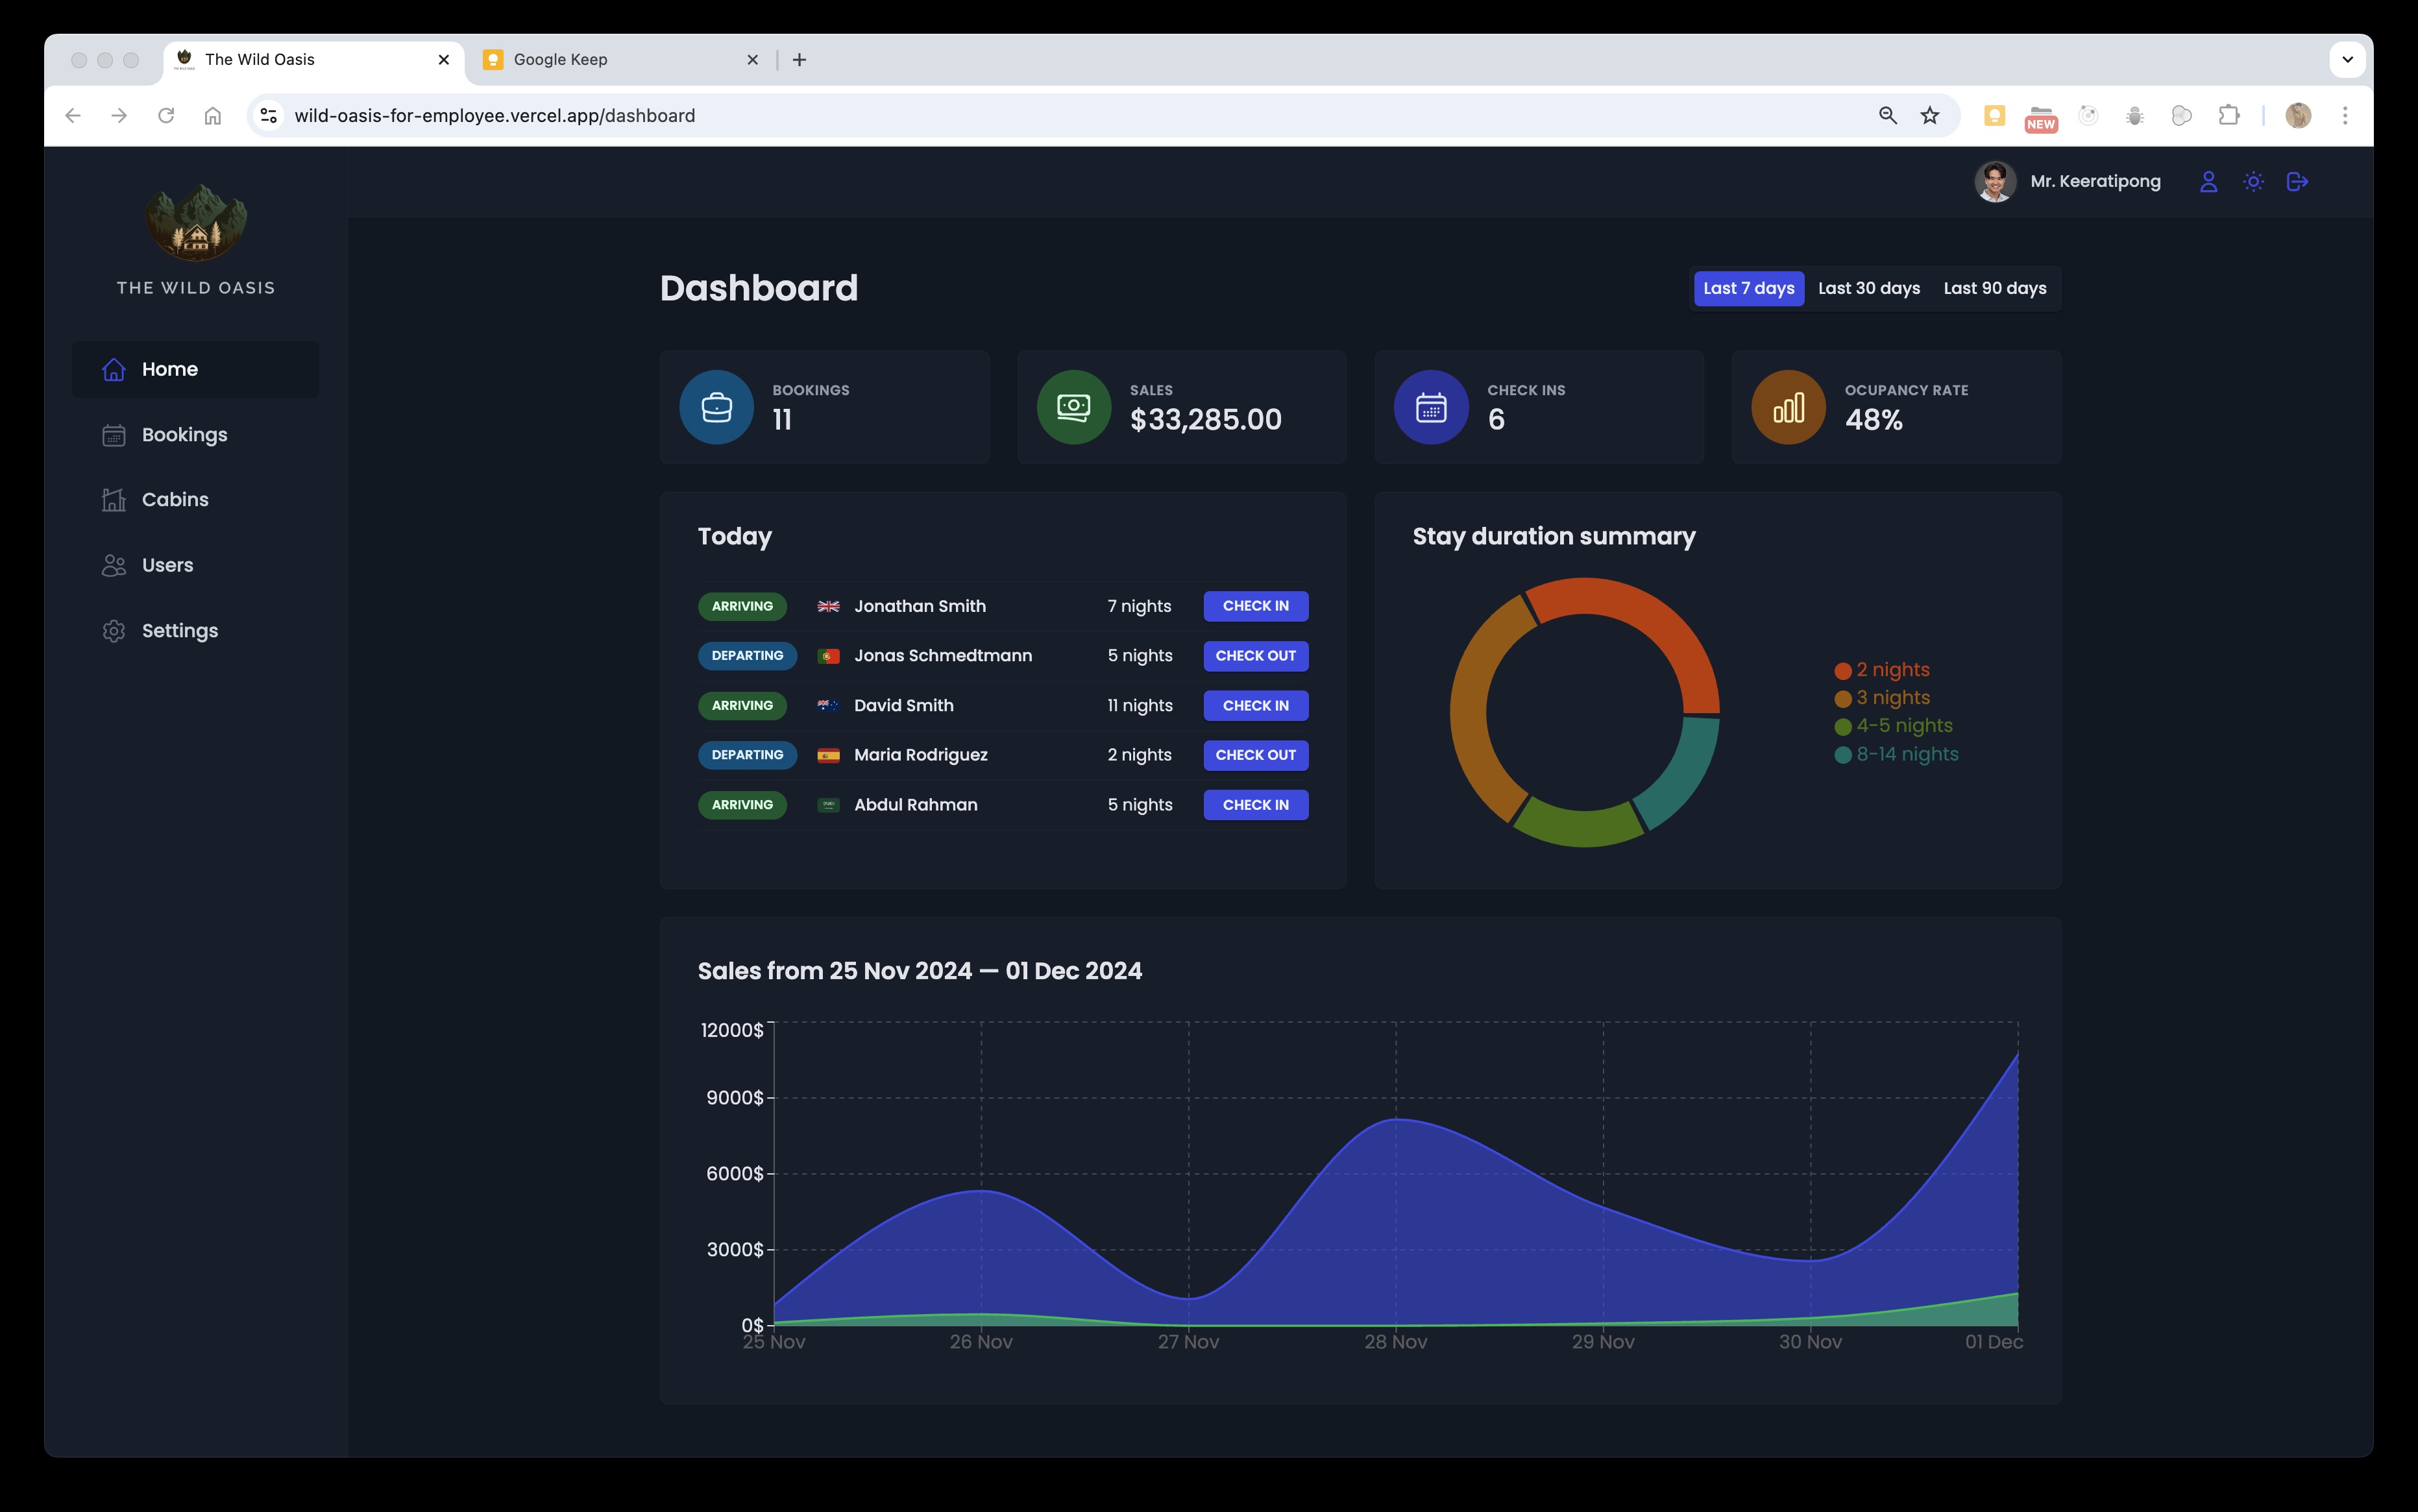 The Wild Oasis
Google Keep
wild-oasis-for-employee.vercel.app/dashboard
NEW
Mr. Keeratipong
THE WILD OASIS
Home
Bookings
Cabins
Users
Settings
Dashboard
Last 7 days Last 30 days Last 90 days
BOOKINGS
11
SALES
$33,285.00
CHECK INS
6
OCUPANCY RATE
48%
Today
ARRIVING Jonathan Smith 7 nights CHECK IN
DEPARTING Jonas Schmedtmann 5 nights CHECK OUT
ARRIVING David Smith 11 nights CHECK IN
DEPARTING Maria Rodriguez 2 nights CHECK OUT
ARRIVING Abdul Rahman 5 nights CHECK IN
Stay duration summary
2 nights
3 nights
4-5 nights
8-14 nights
Sales from 25 Nov 2024 — 01 Dec 2024
12000$
9000$
6000$
3000$
0$
25 Nov 26 Nov 27 Nov 28 Nov 29 Nov 30 Nov 01 Dec